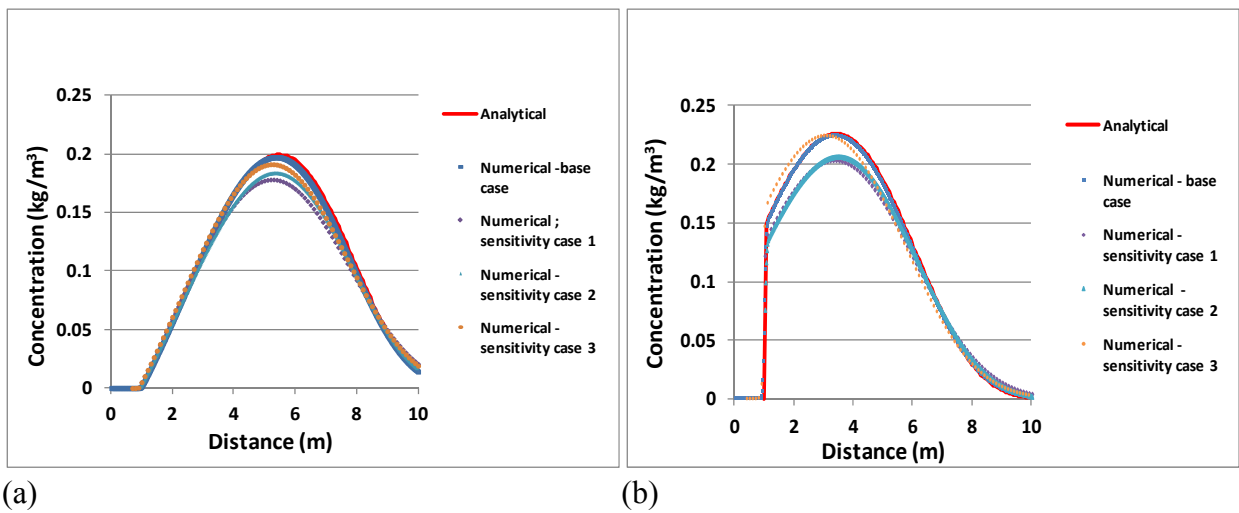 0.25
0.2
0.15
0.1
0.05
0
0 2 4 6 8 10
Concentration (kg/m³)
Distance (m)
Analytical
Numerical -base
case
Numerical ;
sensitivity case 1
Numerical -
sensitivity case 2
Numerical -
sensitivity case 3
(a)
0.25
0.2
0.15
0.1
0.05
0
0 2 4 6 8 10
Concentration (kg/m³)
Distance (m)
Analytical
Numerical - base
case
Numerical -
sensitivity case 1
Numerical -
sensitivity case 2
Numerical -
sensitivity case 3
(b)